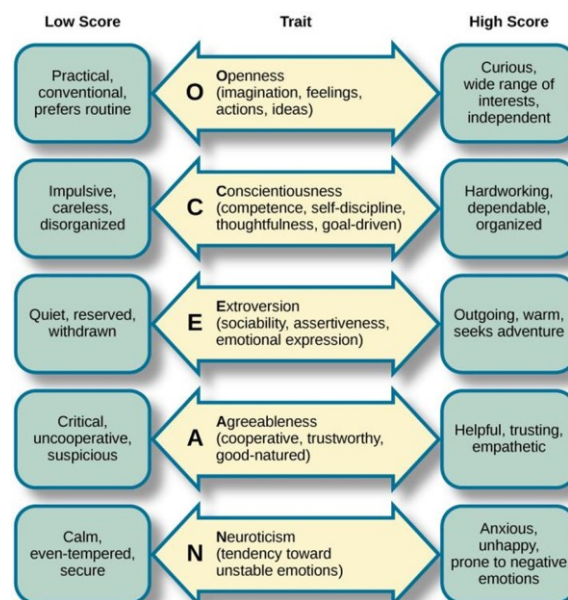 Low Score
Trait
High Score
Practical,
conventional,
prefers routine
O
Openness
(imagination, feelings,
actions, ideas)
Curious,
wide range of
interests,
independent
Impulsive,
careless,
disorganized
C
Conscientiousness
(competence, self-discipline,
thoughtfulness, goal-driven)
Hardworking,
dependable,
organized
Quiet, reserved,
withdrawn
E
Extroversion
(sociability, assertiveness,
emotional expression)
Outgoing, warm,
seeks adventure
Critical,
uncooperative,
suspicious
A
Agreeableness
(cooperative, trustworthy,
good-natured)
Helpful, trusting,
empathetic
Calm,
even-tempered,
secure
N
Neuroticism
(tendency toward
unstable emotions)
Anxious,
unhappy,
prone to negative
emotions